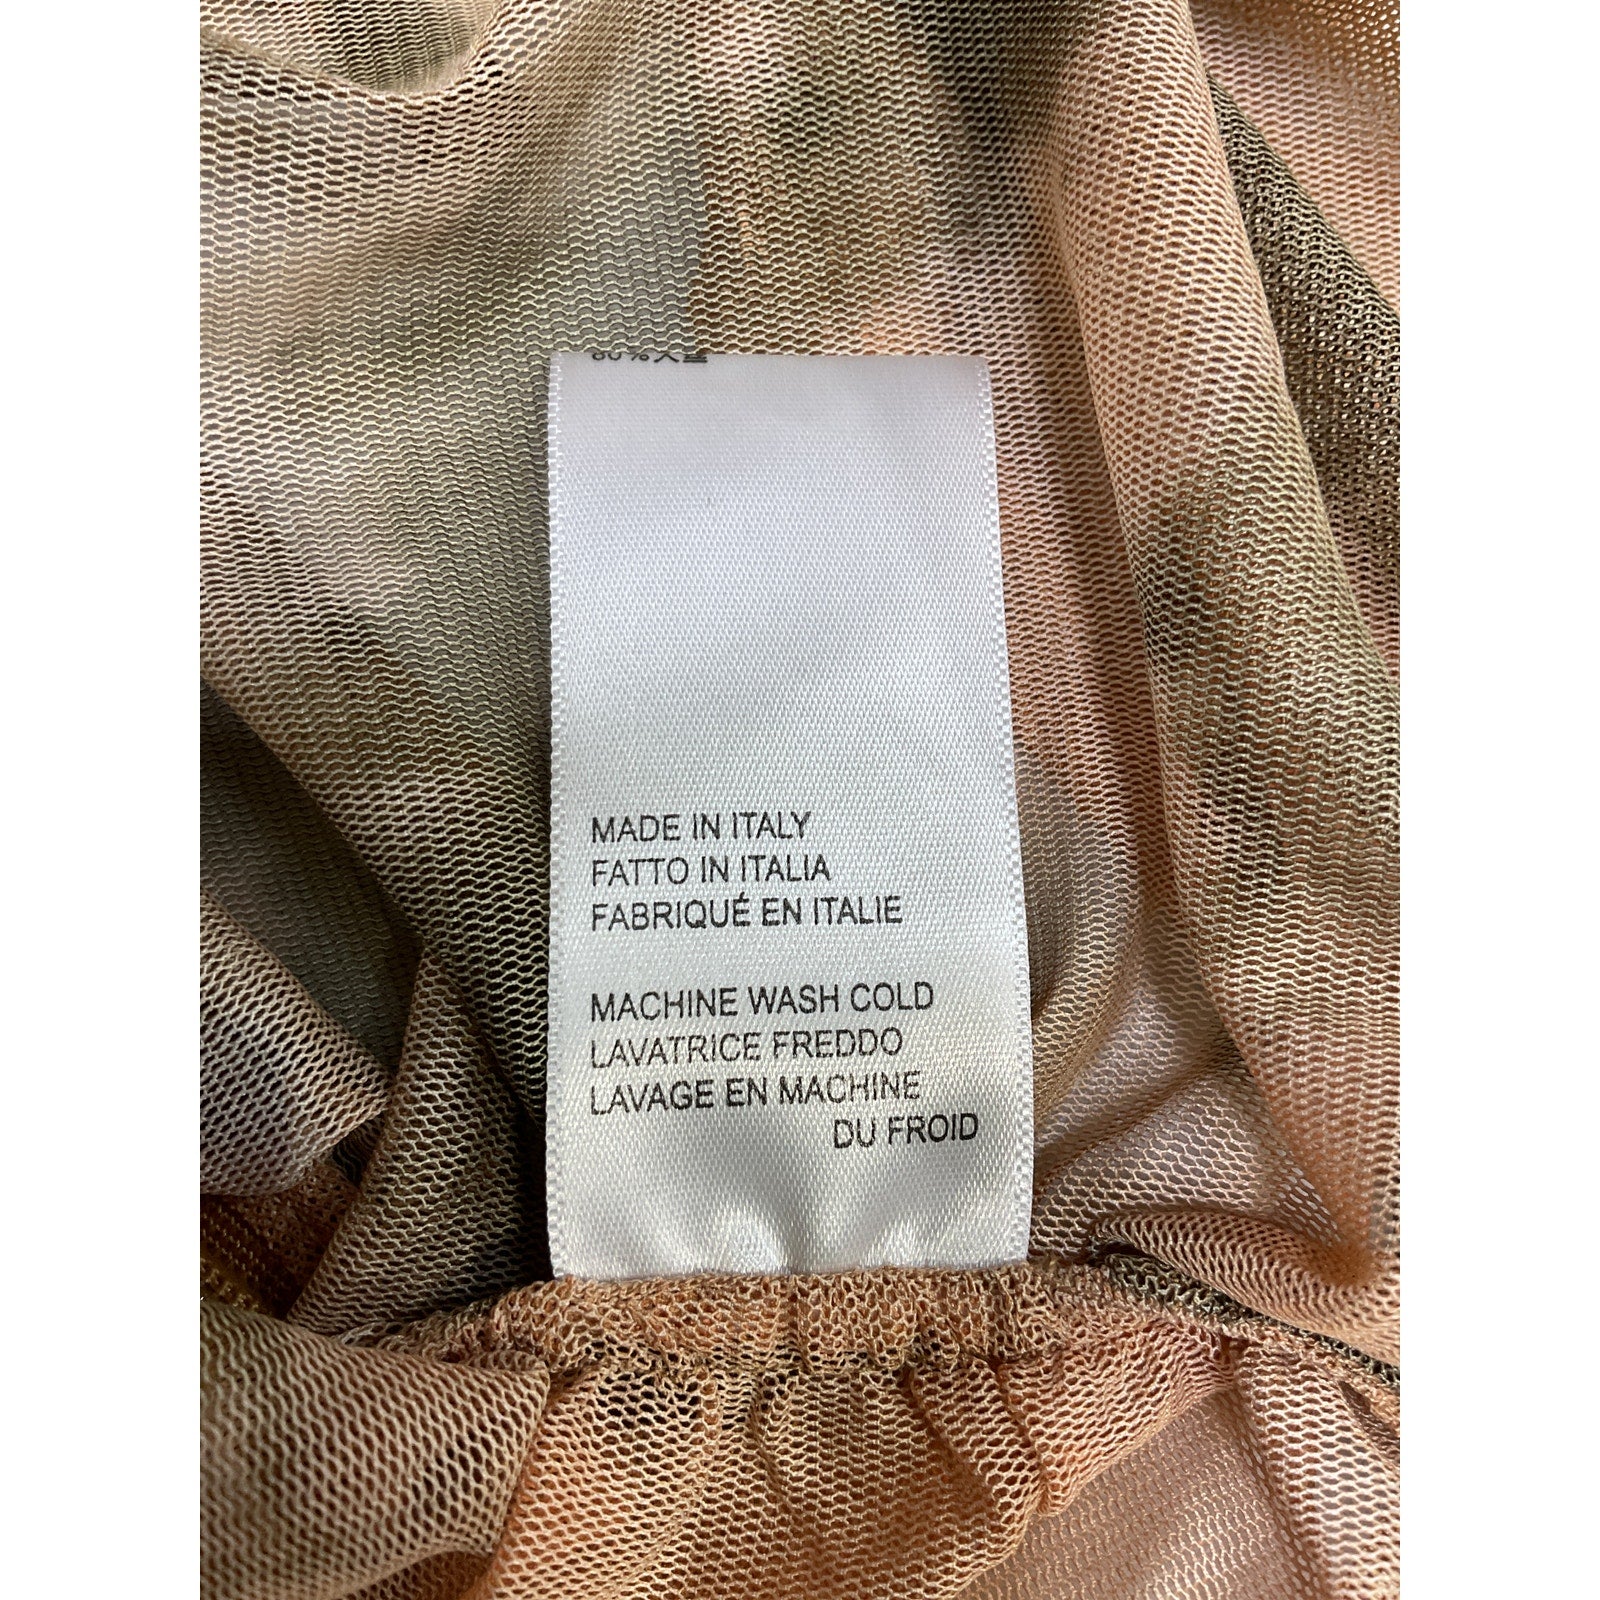 MADE IN ITALY
FATTO IN ITALIA
FABRIQUÉ EN ITALIE
MACHINE WASH COLD
LAVATRICE FREDDO
LAVAGE EN MACHINE
DU FROID